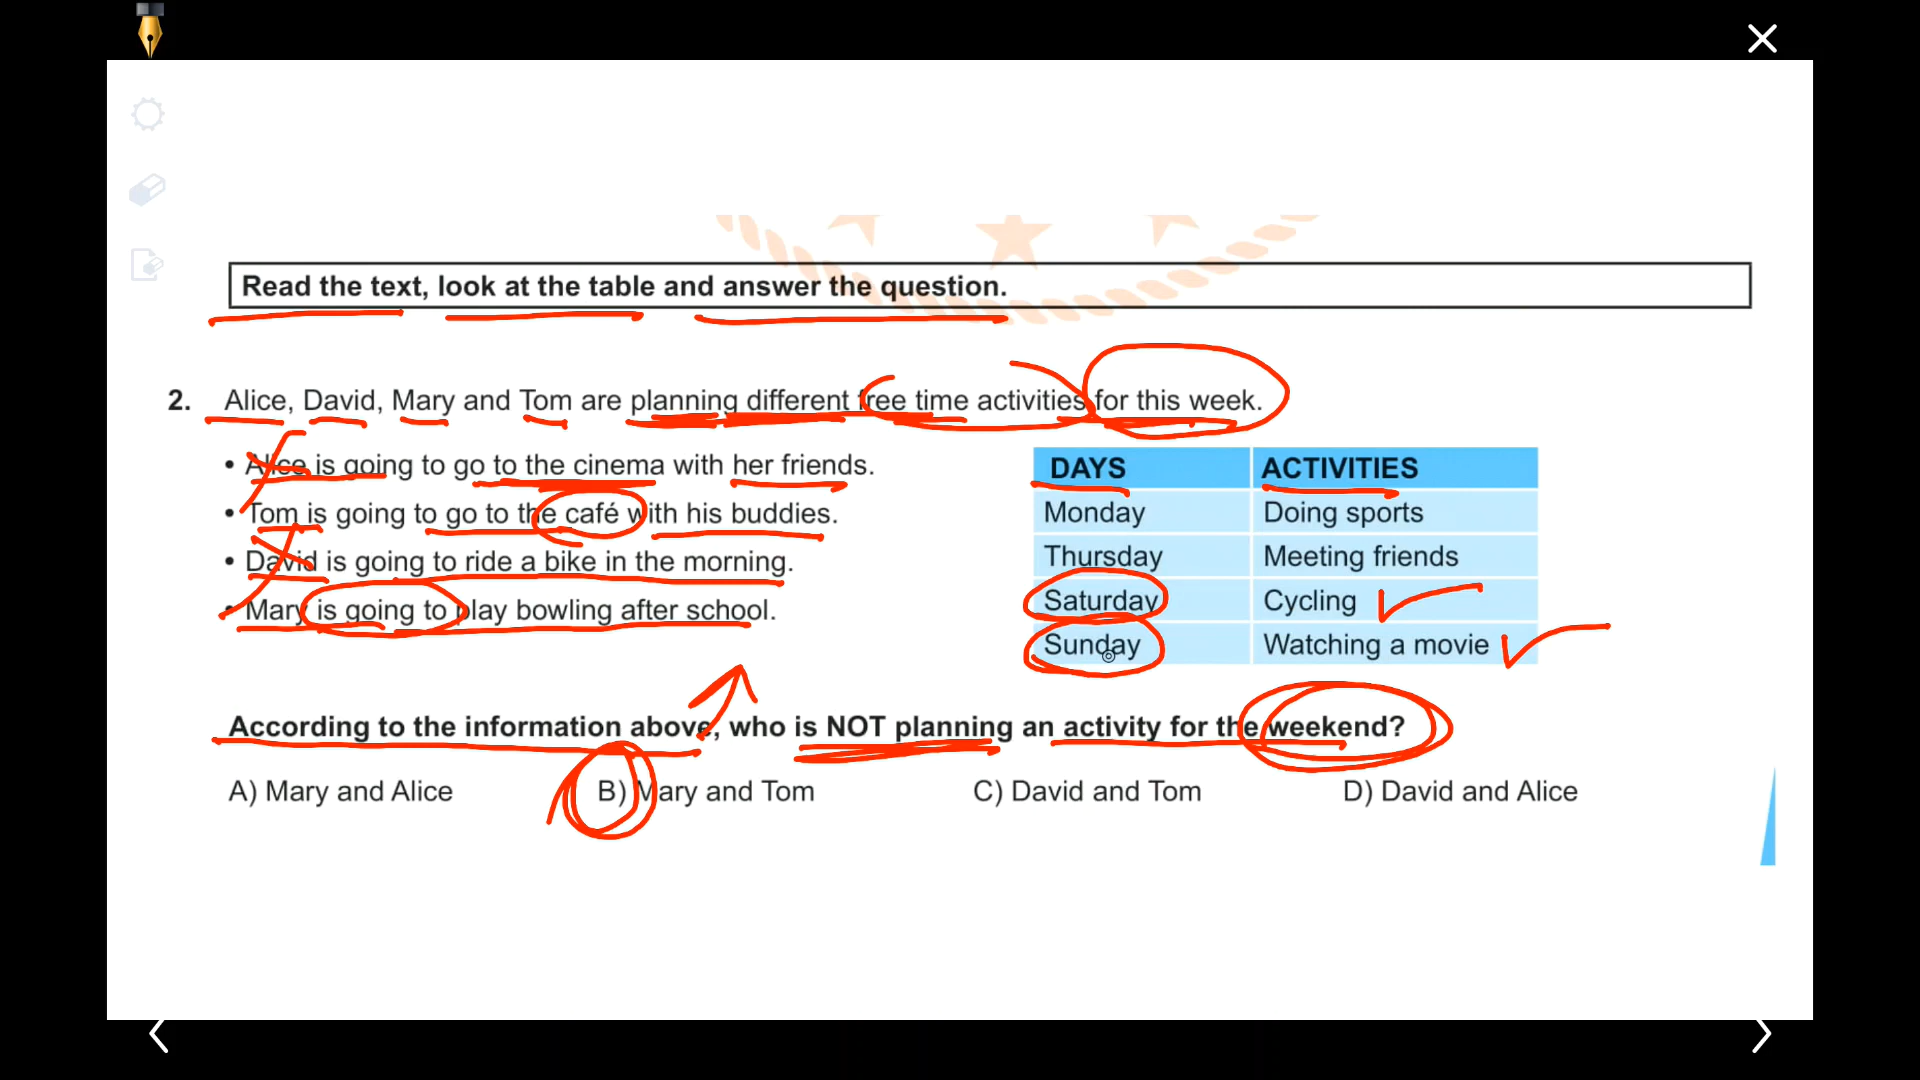 Read the text, look at the table and answer the question.
2. Alice, David, Mary and Tom are planning different free time activities for this week.
• Alice is going to go to the cinema with her friends.
• Tom is going to go to the café with his buddies.
• David is going to ride a bike in the morning.
• Mary is going to play bowling after school.
DAYS ACTIVITIES
Monday Doing sports
Thursday Meeting friends
Saturday Cycling
Sunday Watching a movie
According to the information above, who is NOT planning an activity for the weekend?
A) Mary and Alice B) Mary and Tom C) David and Tom D) David and Alice